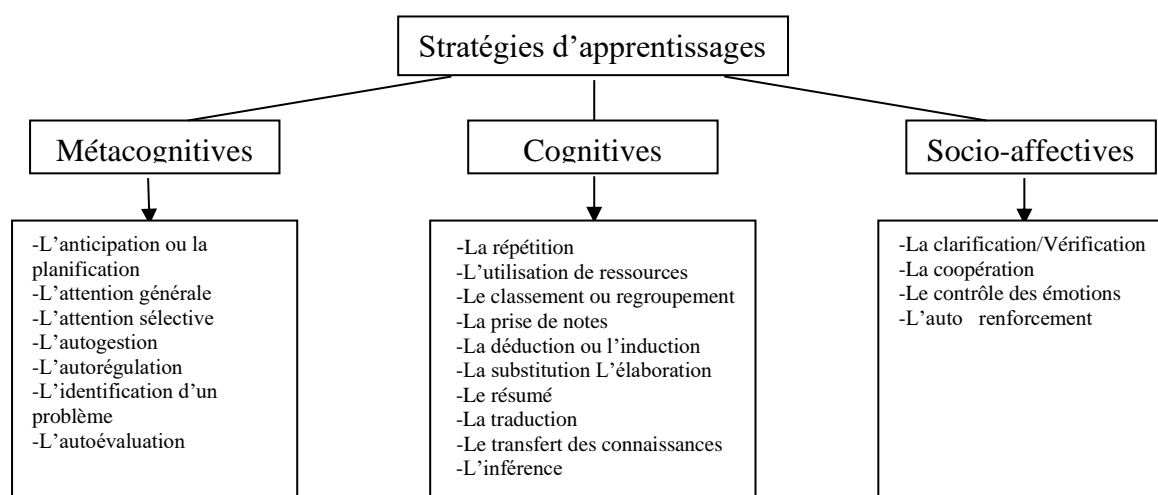 Stratégies d’apprentissages
Métacognitives
Cognitives
Socio-affectives
-L’anticipation ou la
planification
-L’attention générale
-L’attention sélective
-L’autogestion
-L’autorégulation
-L’identification d’un
problème
-L’autoévaluation
-La répétition
-L’utilisation de ressources
-Le classement ou regroupement
-La prise de notes
-La déduction ou l’induction
-La substitution L’élaboration
-Le résumé
-La traduction
-Le transfert des connaissances
-L’inférence
-La clarification/Vérification
-La coopération
-Le contrôle des émotions
-L’auto renforcement